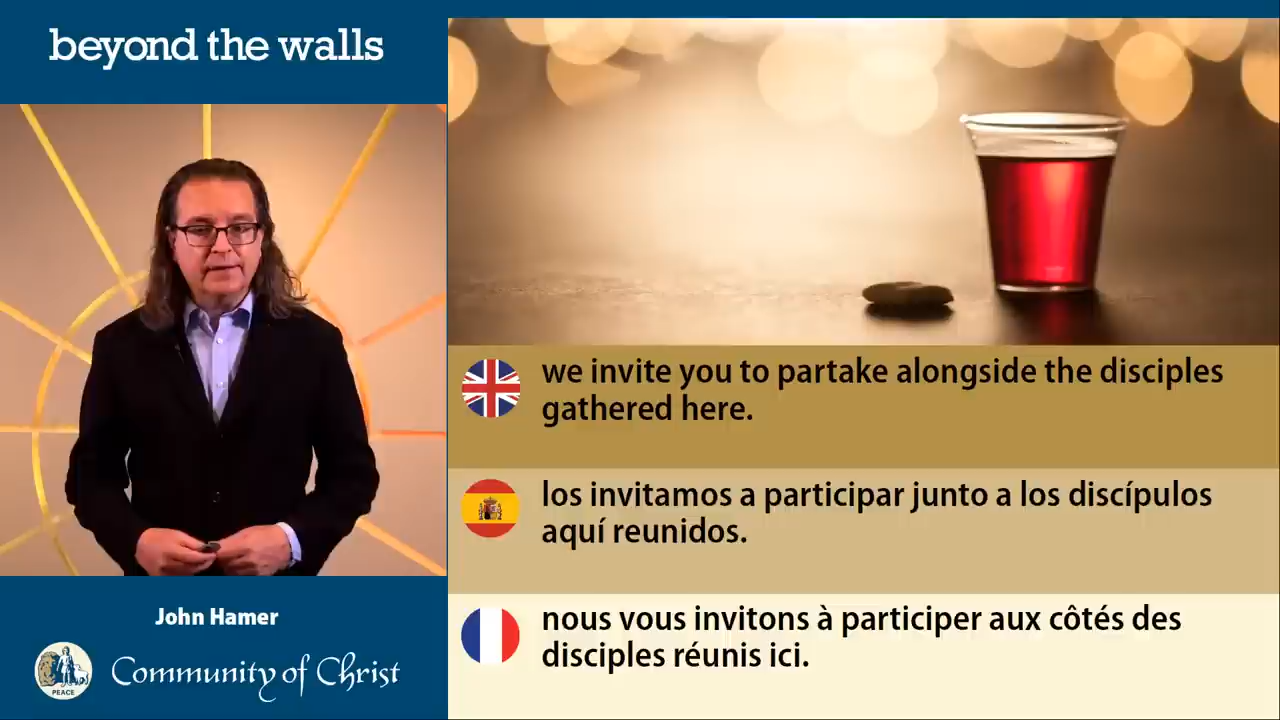 beyond the walls
we invite you to partake alongside the disciples
gathered here.
los invitamos a participar junto a los discípulos
aquí reunidos.
nous vous invitons à participer aux côtés des
disciples réunis ici.
John Hamer
PEACE
Community of Christ